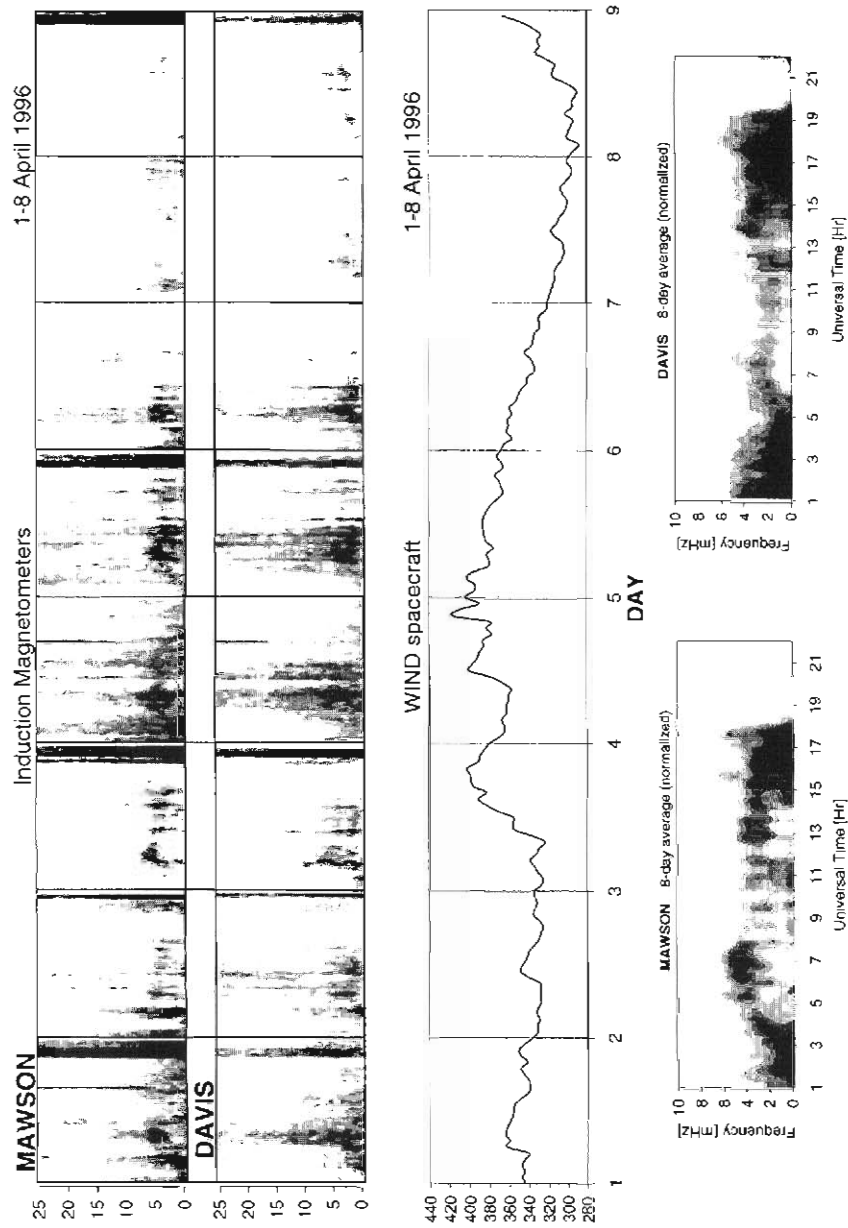 MAWSON
Induction Magnetometers
1-8 April 1996
25
20
15
10
5
0
DAVIS
25
20
15
10
5
0
WIND spacecraft
1-8 April 1996
440
420
400
380
360
340
320
300
280
1 2 3 4 5 6 7 8 9
DAY
MAWSON 8-day average (normalized)
Frequency [mHz]
10
8
6
4
2
0
1 3 5 7 9 11 13 15 17 19 21
Universal Time [Hr]
DAVIS 8-day average (normalized)
Frequency [mHz]
10
8
6
4
2
0
1 3 5 7 9 11 13 15 17 19 21
Universal Time [Hr]